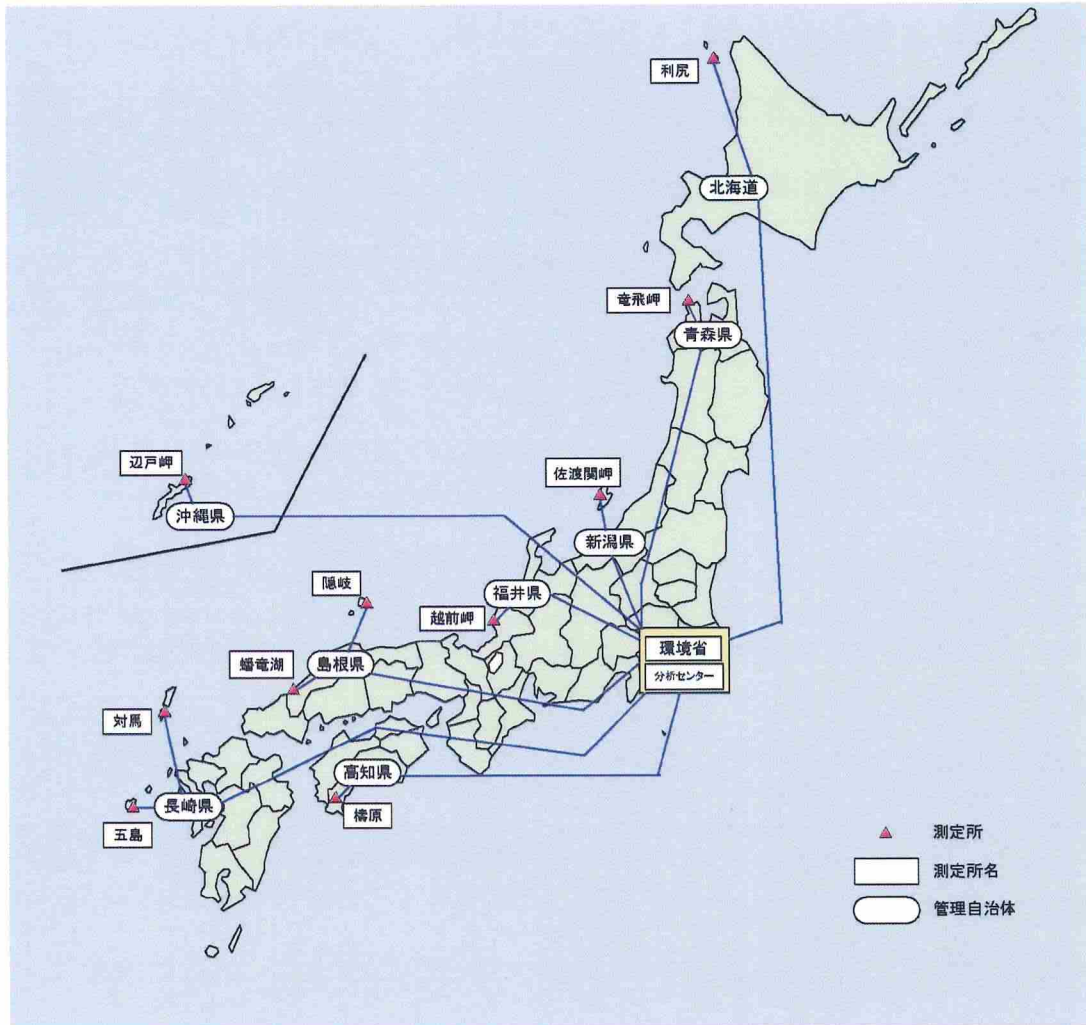 利尻
北海道
竜飛岬
青森県
辺戸岬
沖縄県
佐渡関岬
新潟県
隠岐
福井県
越前岬
環境省
分析センター
蟠竜湖
島根県
対馬
高知県
長崎県
五島
檮原
測定所
測定所名
管理自治体